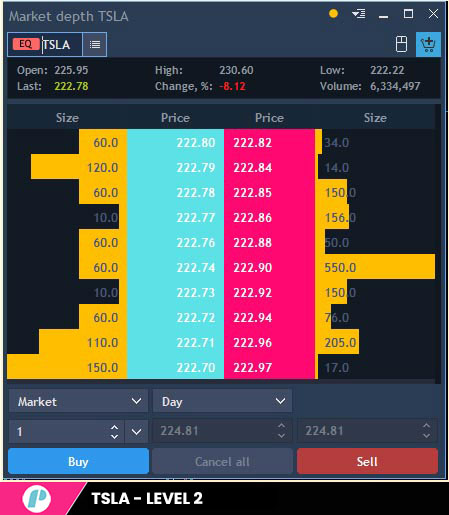 Market depth TSLA
EQ TSLA
Open: 225.95 High: 230.60 Low: 222.22
Last: 222.78 Change, %: -8.12 Volume: 6,334,497
Size Price Price Size
60.0 222.80 222.82 34.0
120.0 222.79 222.84 14.0
60.0 222.78 222.85 150.0
10.0 222.77 222.86 156.0
60.0 222.76 222.88 50.0
60.0 222.74 222.90 550.0
10.0 222.73 222.92 150.0
60.0 222.72 222.94 76.0
110.0 222.71 222.96 205.0
150.0 222.70 222.97 17.0
Market Day
1 224.81 224.81
Buy Cancel all Sell
TSLA - LEVEL 2